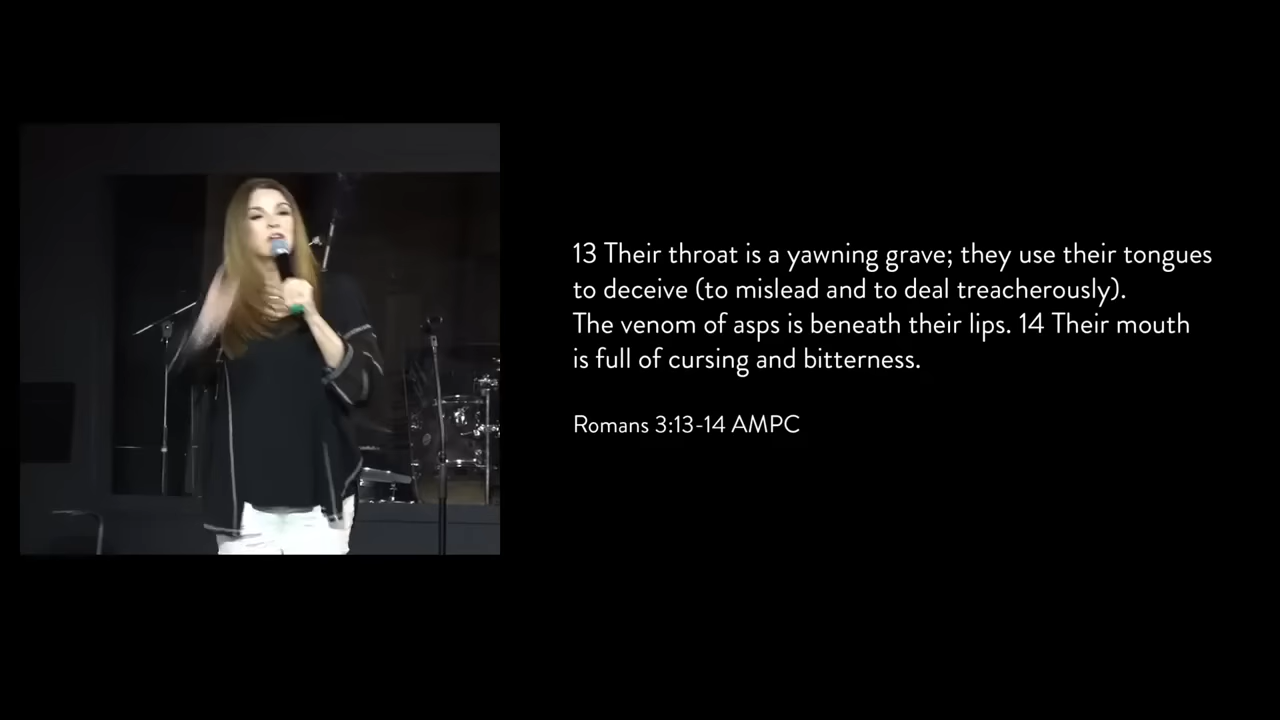 13 Their throat is a yawning grave; they use their tongues
to deceive (to mislead and to deal treacherously).
The venom of asps is beneath their lips. 14 Their mouth
is full of cursing and bitterness.
Romans 3:13-14 AMPC